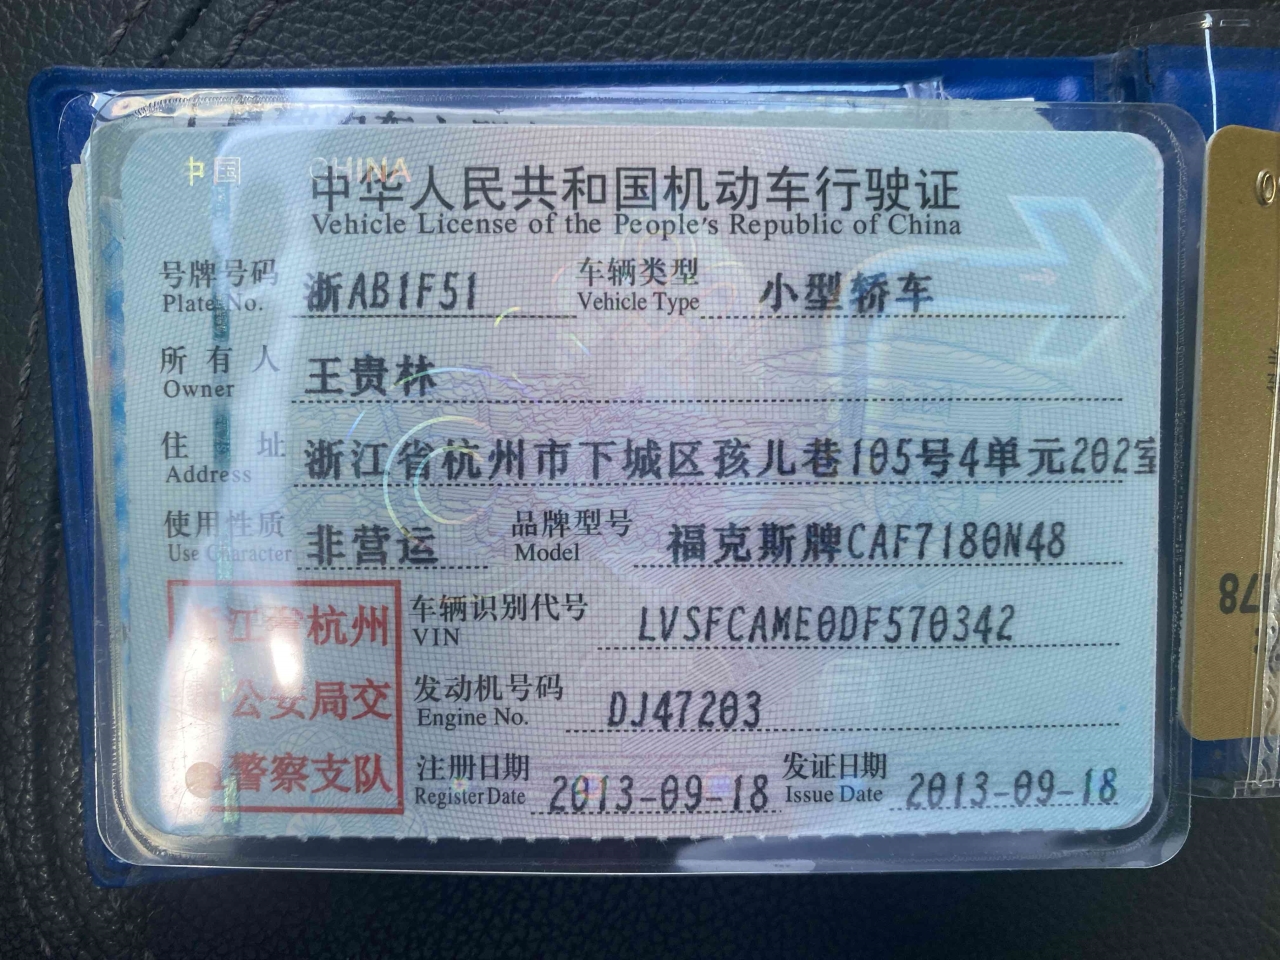 中国 CHINA
中华人民共和国机动车行驶证
Vehicle License of the People's Republic of China
号牌号码 浙AB1F51 车辆类型 小型轿车
Plate No. Vehicle Type
所有人 王贵林
Owner
住址 浙江省杭州市下城区孩儿巷105号4单元202室
Address
使用性质 非营运 品牌型号 福克斯牌CAF7180N48
Use Character Model
浙江省杭州
公安局交
警察支队
车辆识别代号 LVSFCAME0DF570342
VIN
发动机号码 DJ47203
Engine No.
注册日期 2013-09-18 发证日期 2013-09-18
Register Date Issue Date
78